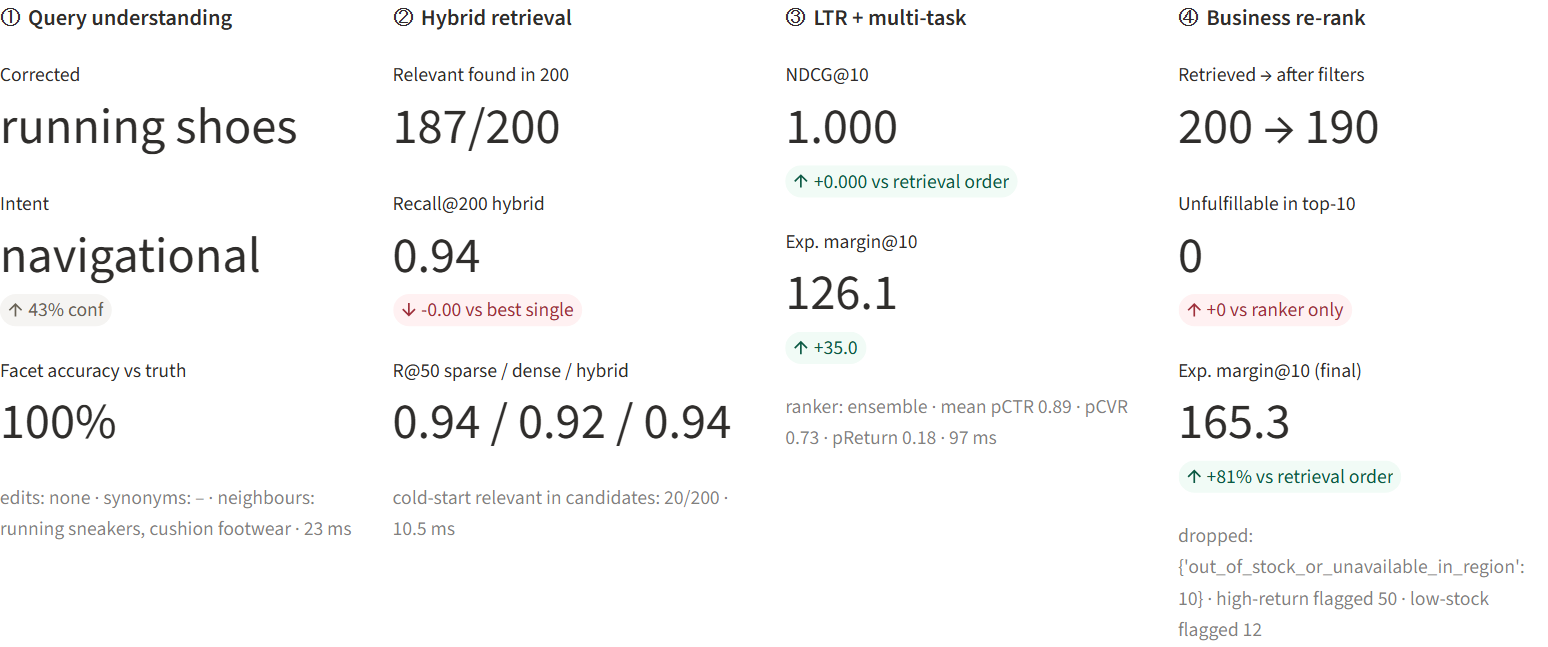 ① Query understanding
Corrected
running shoes
Intent
navigational
↑ 43% conf
Facet accuracy vs truth
100%
edits: none · synonyms: – · neighbours:
running sneakers, cushion footwear · 23 ms
② Hybrid retrieval
Relevant found in 200
187/200
Recall@200 hybrid
0.94
↓ -0.00 vs best single
R@50 sparse / dense / hybrid
0.94 / 0.92 / 0.94
cold-start relevant in candidates: 20/200 ·
10.5 ms
③ LTR + multi-task
NDCG@10
1.000
↑ +0.000 vs retrieval order
Exp. margin@10
126.1
↑ +35.0
ranker: ensemble · mean pCTR 0.89 · pCVR
0.73 · pReturn 0.18 · 97 ms
④ Business re-rank
Retrieved → after filters
200 → 190
Unfulfillable in top-10
0
↑ +0 vs ranker only
Exp. margin@10 (final)
165.3
↑ +81% vs retrieval order
dropped:
{'out_of_stock_or_unavailable_in_region':
10} · high-return flagged 50 · low-stock
flagged 12